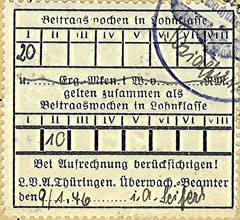 Beitragswochen in Lohnklasse
I II III IV V VI VII VIII
20
u. Erg.-Mken. i. W. v. RM.
gelten zusammen als
Beitragswochen in Lohnklasse
I II III IV V VI VII VIII
10
Bei Aufrechnung berücksichtigen!
L.V.A. Thüringen. Überwach.-Beamter
den 9/1.46 i.A. Seifert